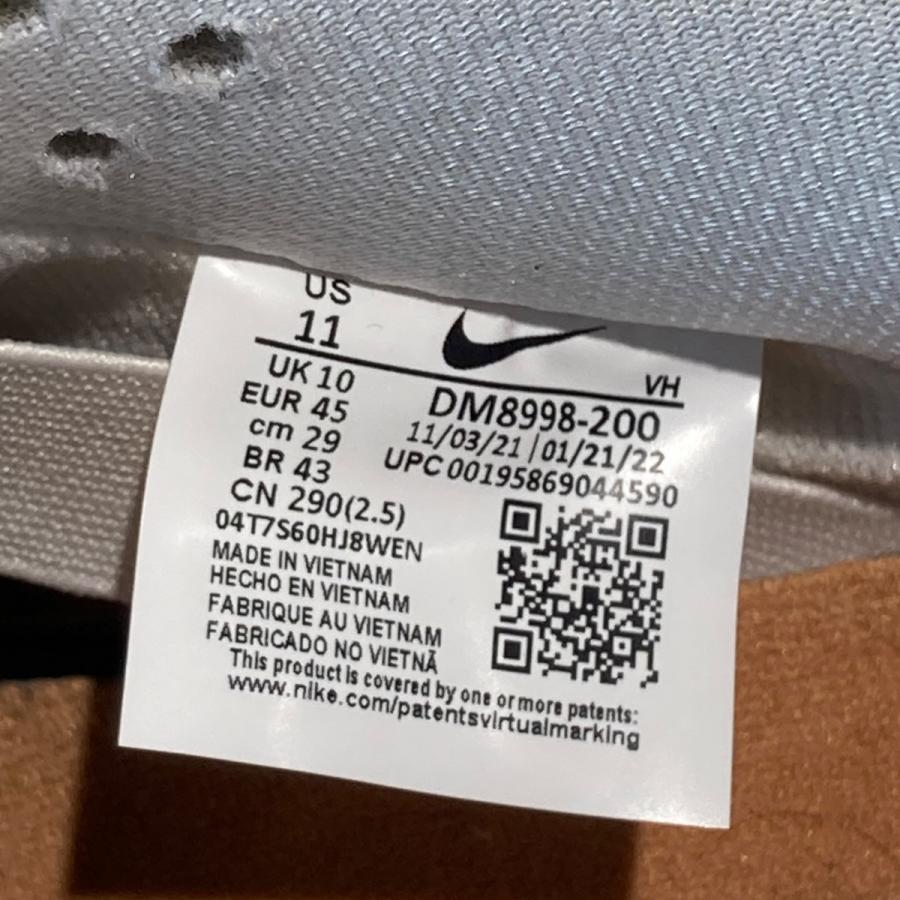 US
11
VH
UK 10
EUR 45
cm 29
BR 43
CN 290(2.5)
04T7S60HJ8WEN
DM8998-200
11/03/21|01/21/22
UPC 00195869044590
MADE IN VIETNAM
HECHO EN VIETNAM
FABRIQUE AU VIETNAM
FABRICADO NO VIETNÃ
This product is covered by one or more patents:
www.nike.com/patentsvirtualmarking